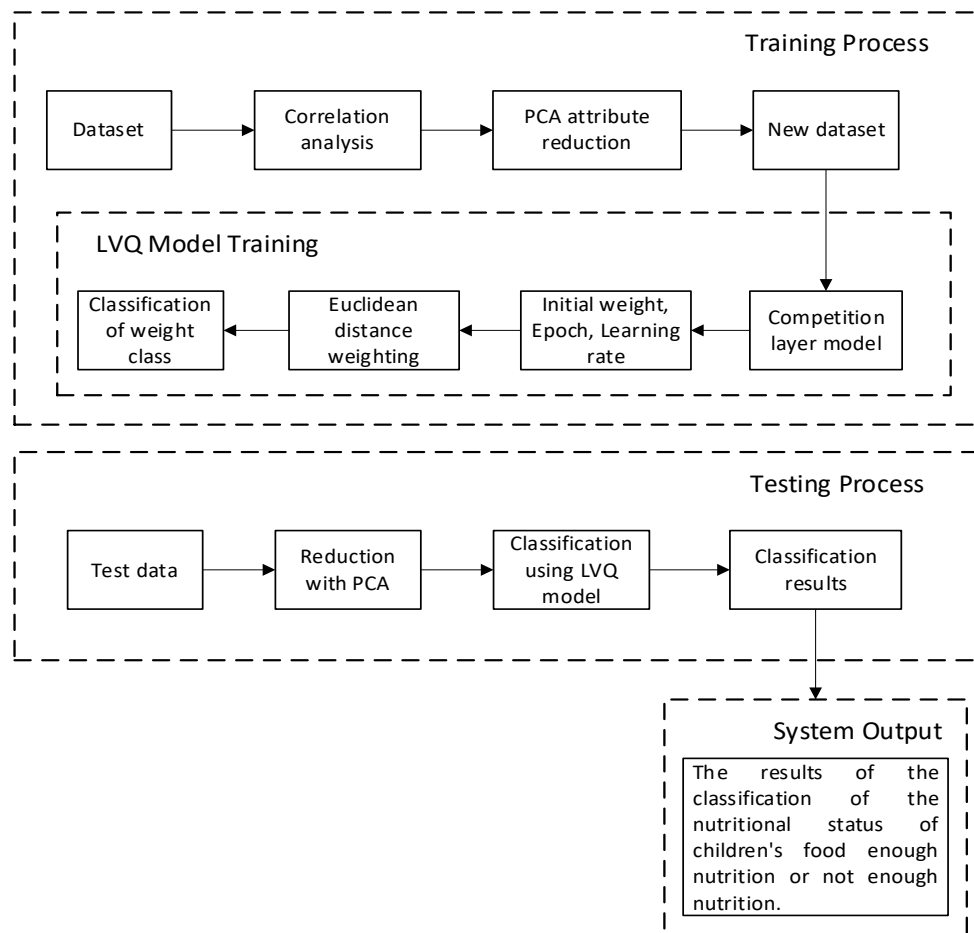 Training Process
Dataset
Correlation
analysis
PCA attribute
reduction
New dataset
LVQ Model Training
Classification
of weight
class
Euclidean
distance
weighting
Initial weight,
Epoch, Learning
rate
Competition
layer model
Testing Process
Test data
Reduction
with PCA
Classification
using LVQ
model
Classification
results
System Output
The results of the
classification of the
nutritional status of
children's food enough
nutrition or not enough
nutrition.